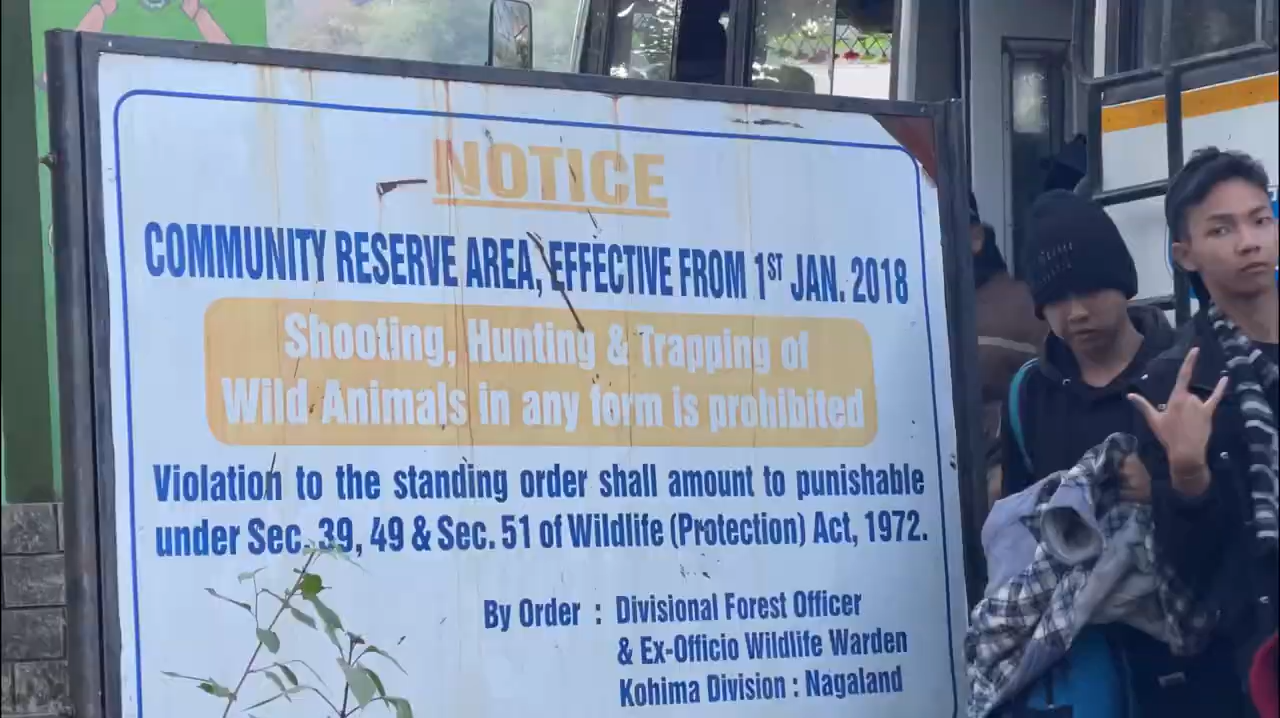 NOTICE
COMMUNITY RESERVE AREA, EFFECTIVE FROM 1ST JAN. 2018
Shooting, Hunting & Trapping of
Wild Animals in any form is prohibited
Violation to the standing order shall amount to punishable
under Sec. 39, 49 & Sec. 51 of Wildlife (Protection) Act, 1972.
By Order : Divisional Forest Officer
& Ex-Officio Wildlife Warden
Kohima Division : Nagaland